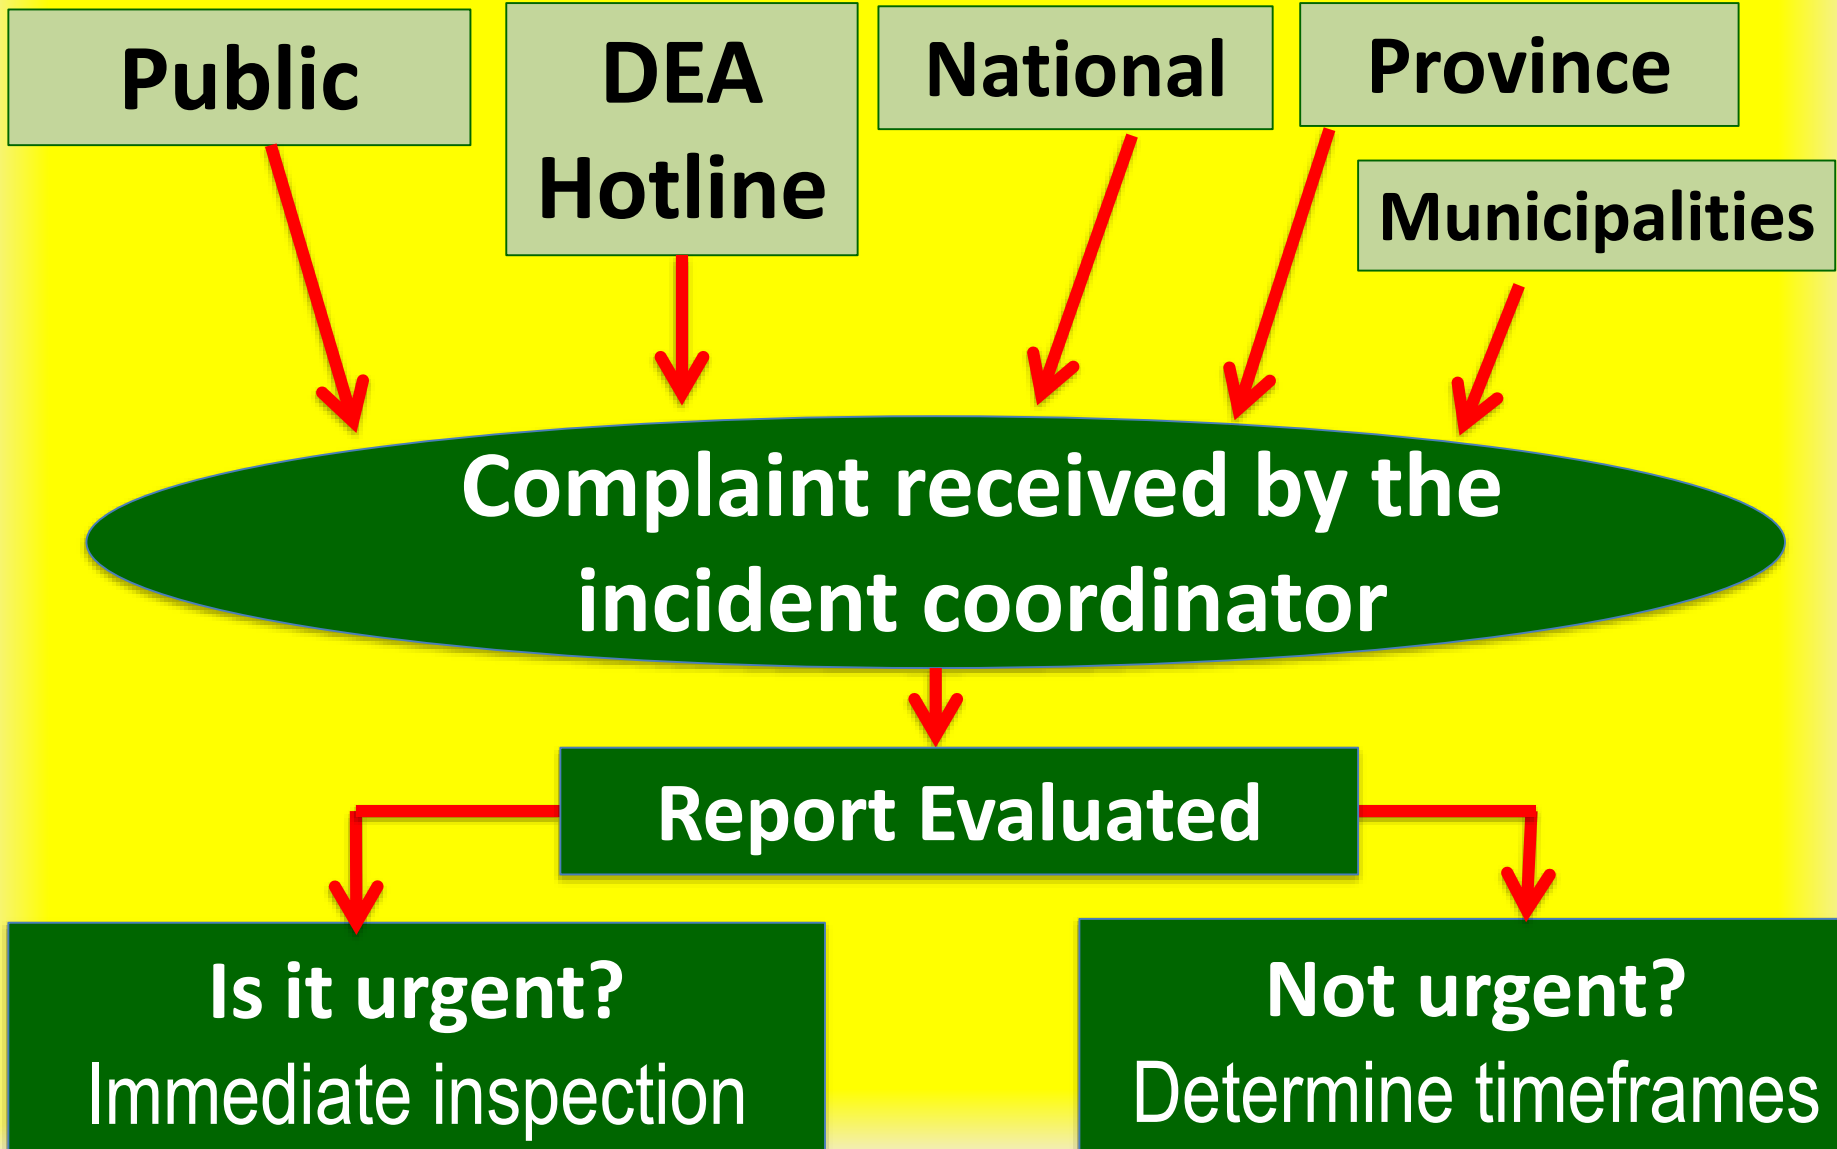 Public
DEA
Hotline
National
Province
Municipalities
Complaint received by the
incident coordinator
Report Evaluated
Is it urgent?
Immediate inspection
Not urgent?
Determine timeframes